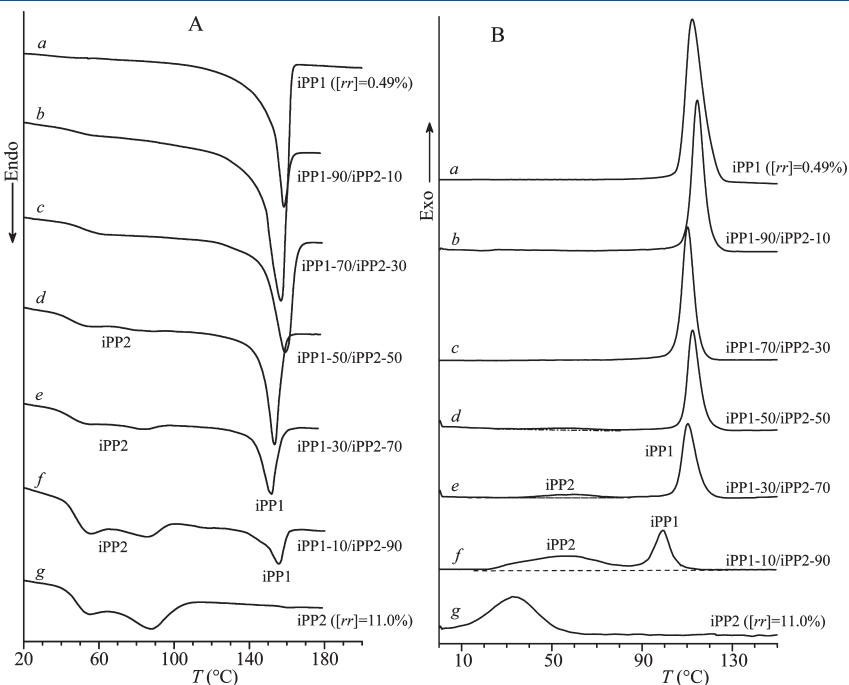 A
Endo
a
iPP1 ([rr]=0.49%)
b
iPP1-90/iPP2-10
c
iPP1-70/iPP2-30
d
iPP2
iPP1-50/iPP2-50
e
iPP2
iPP1-30/iPP2-70
iPP1
f
iPP2
iPP1-10/iPP2-90
iPP1
g
iPP2 ([rr]=11.0%)
20 60 100 140 180
T (°C)
B
Exo
a
iPP1 ([rr]=0.49%)
b
iPP1-90/iPP2-10
c
iPP1-70/iPP2-30
d
iPP1-50/iPP2-50
iPP1
e
iPP2
iPP1-30/iPP2-70
iPP1
f
iPP2
iPP1-10/iPP2-90
g
iPP2 ([rr]=11.0%)
10 50 90 130
T (°C)